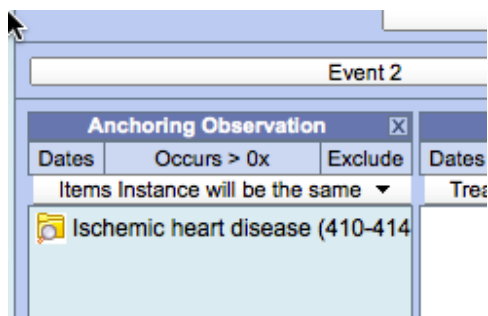 Event 2
Anchoring Observation X
Dates Occurs > 0x Exclude Dates
Items Instance will be the same
Ischemic heart disease (410-414